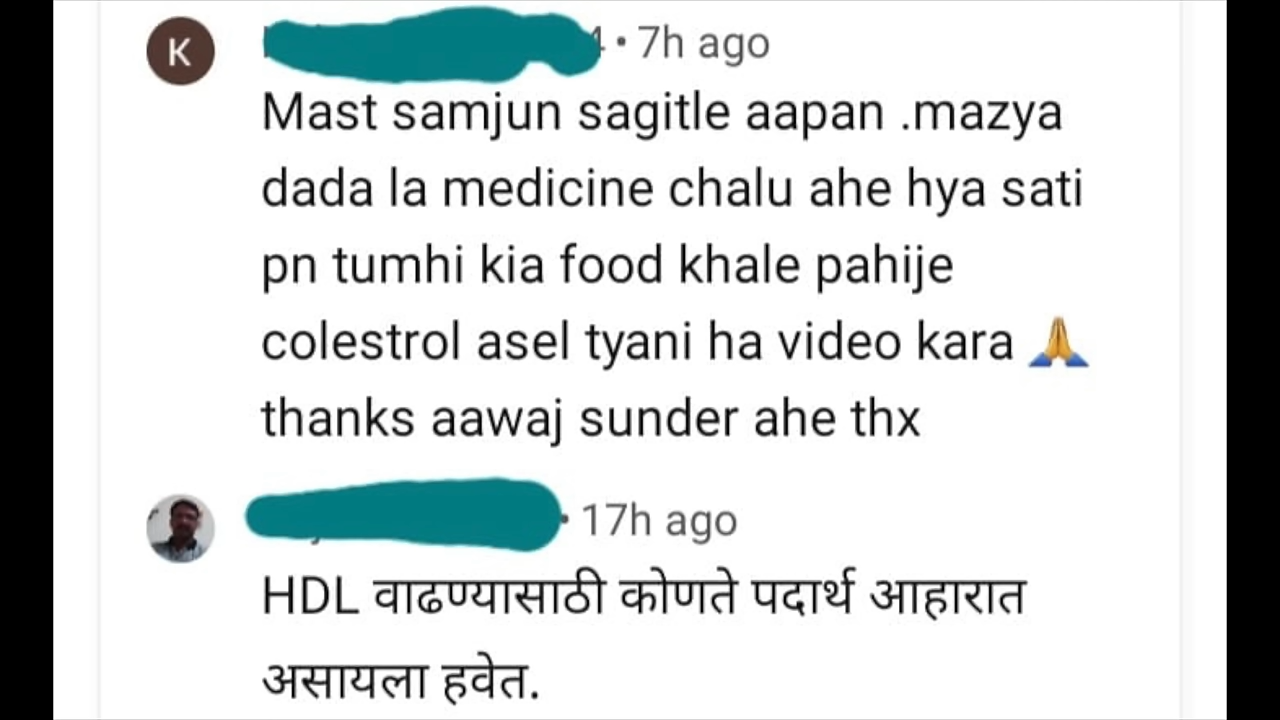 K
• 7h ago
Mast samjun sagitle aapan .mazya
dada la medicine chalu ahe hya sati
pn tumhi kia food khale pahije
colestrol asel tyani ha video kara 🙏
thanks aawaj sunder ahe thx
• 17h ago
HDL वाढण्यासाठी कोणते पदार्थ आहारात
असायला हवेत.